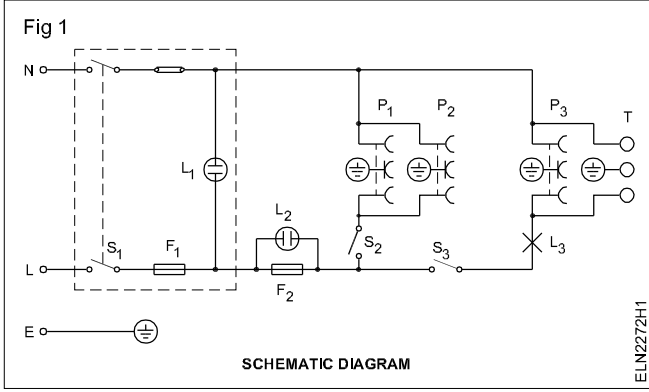 Fig 1
N
P1 P2 P3 T
L1
L2
S1 F1 S2 S3 L3
L
F2
E
SCHEMATIC DIAGRAM
ELN2272H1